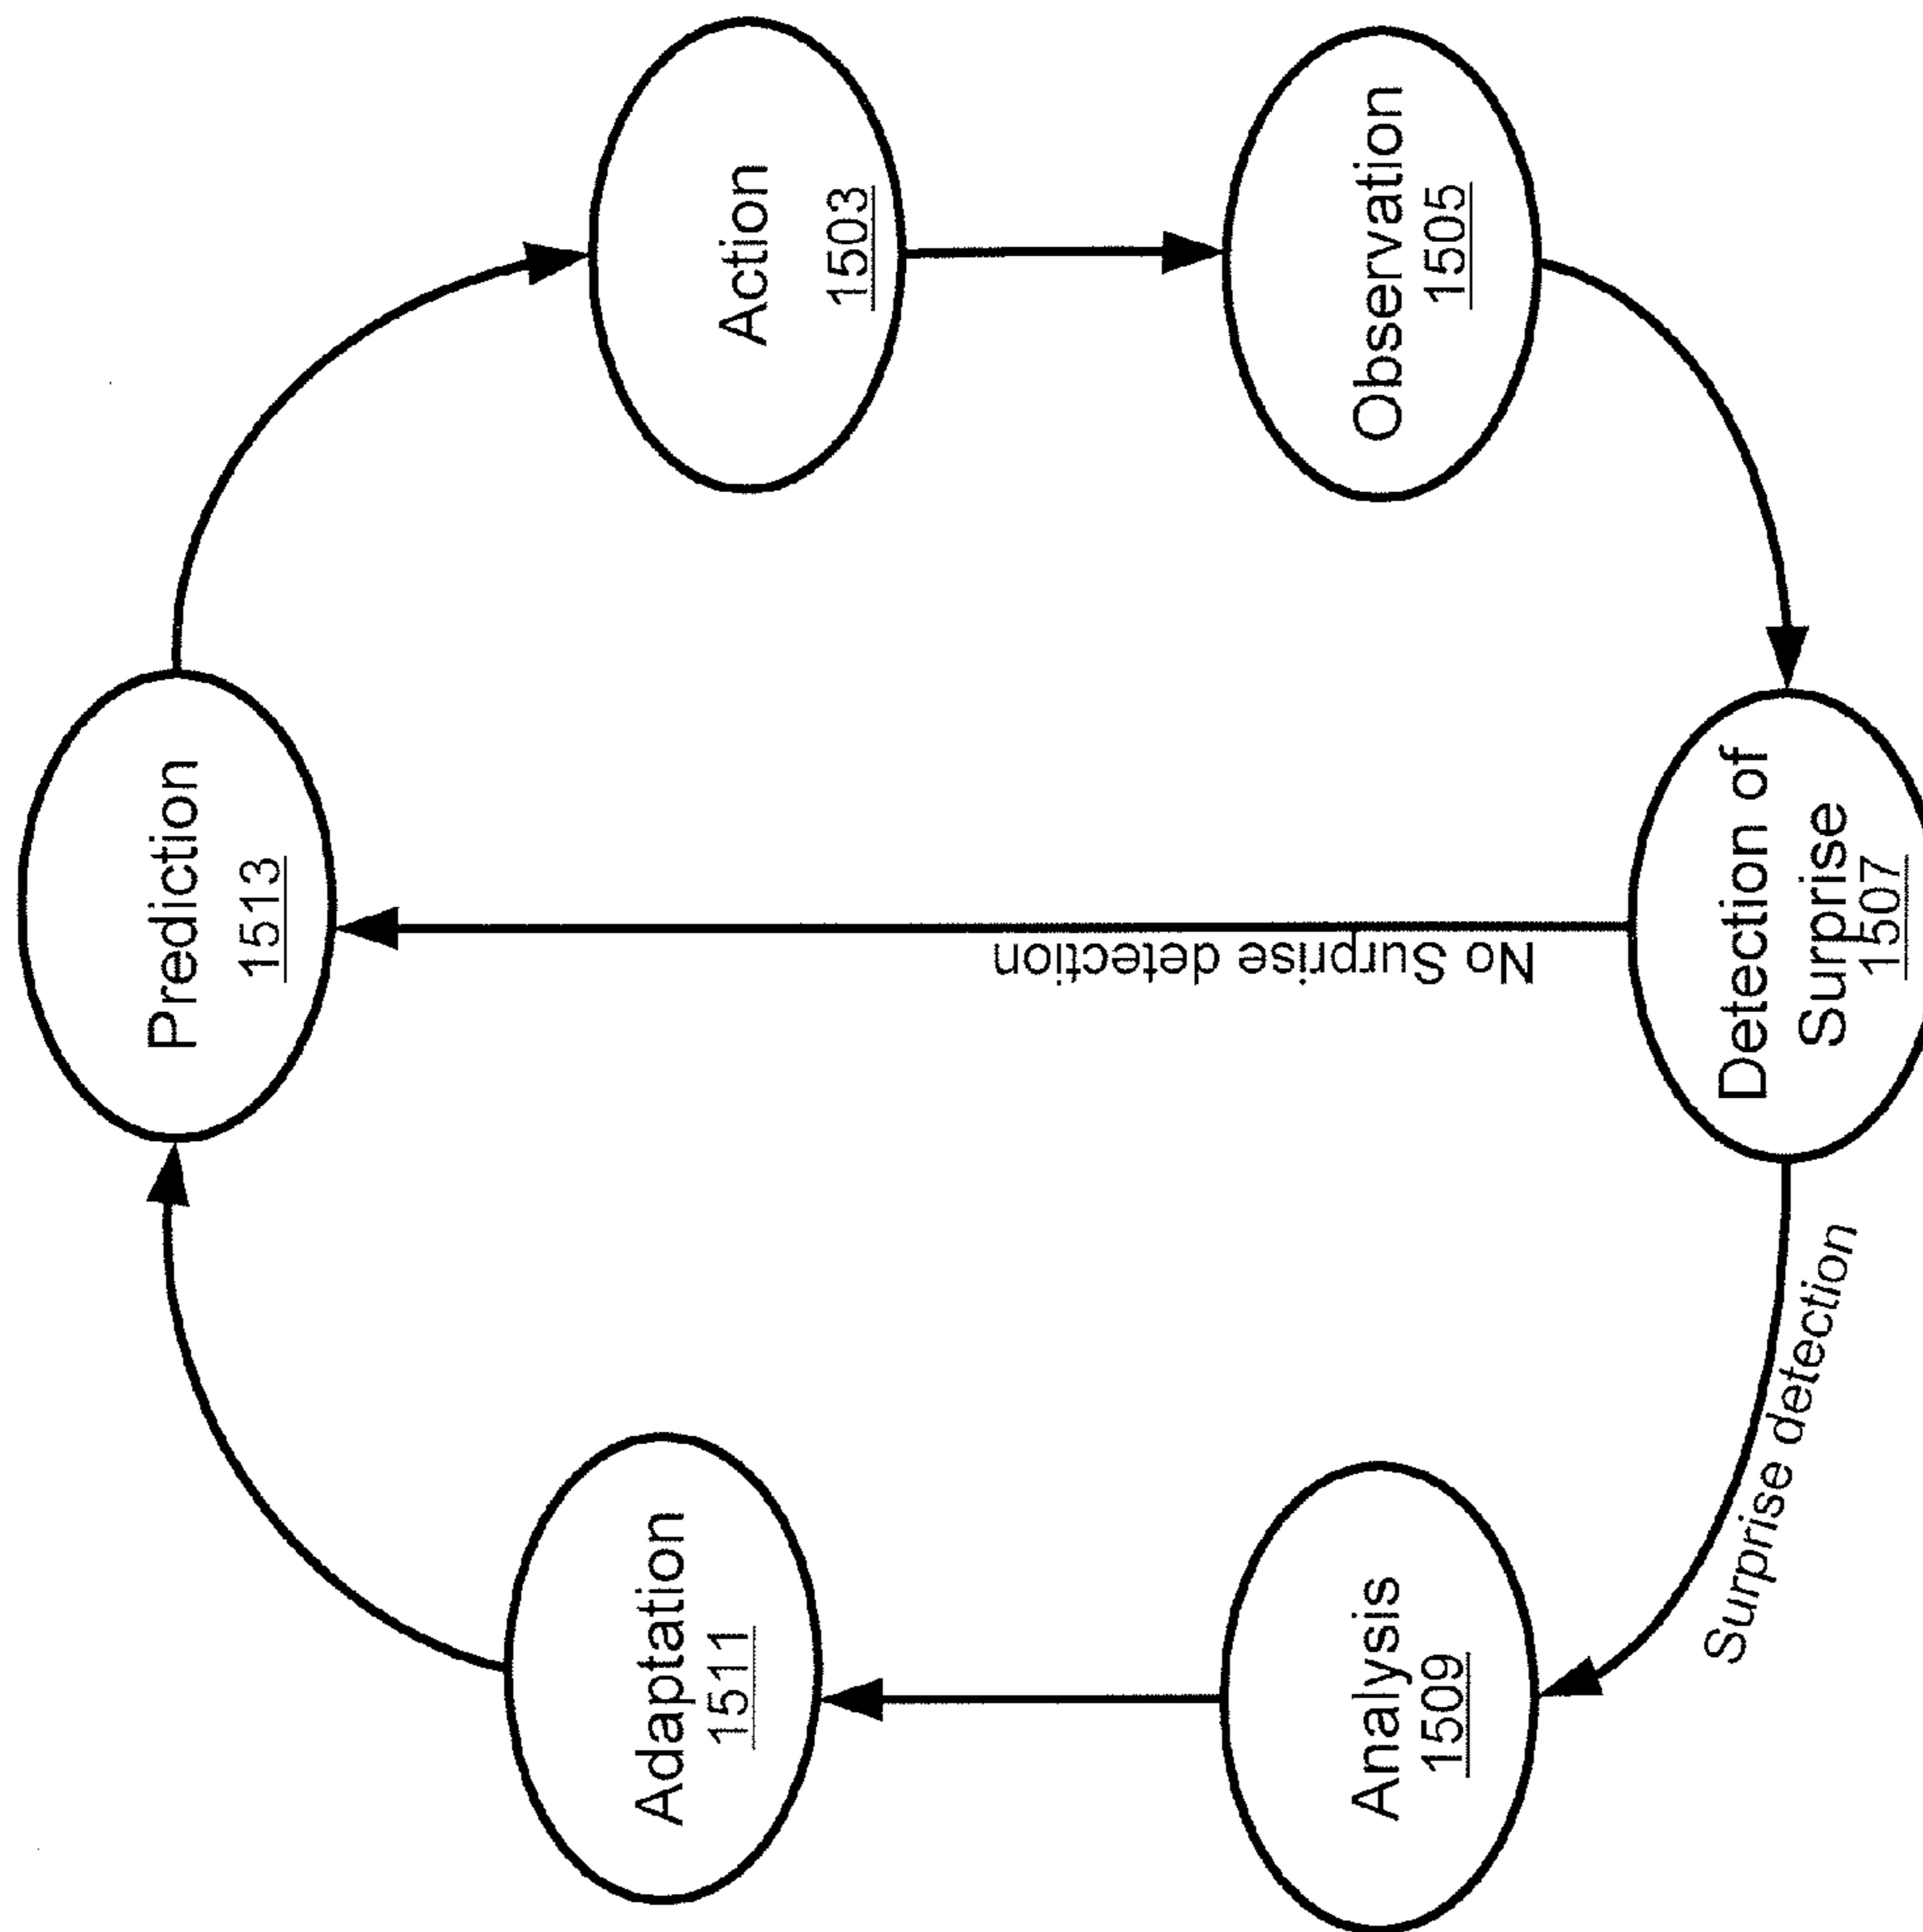 Prediction
1513
Action
1503
Observation
1505
Detection of
Surprise
1507
No Surprise detection
Surprise detection
Analysis
1509
Adaptation
1511